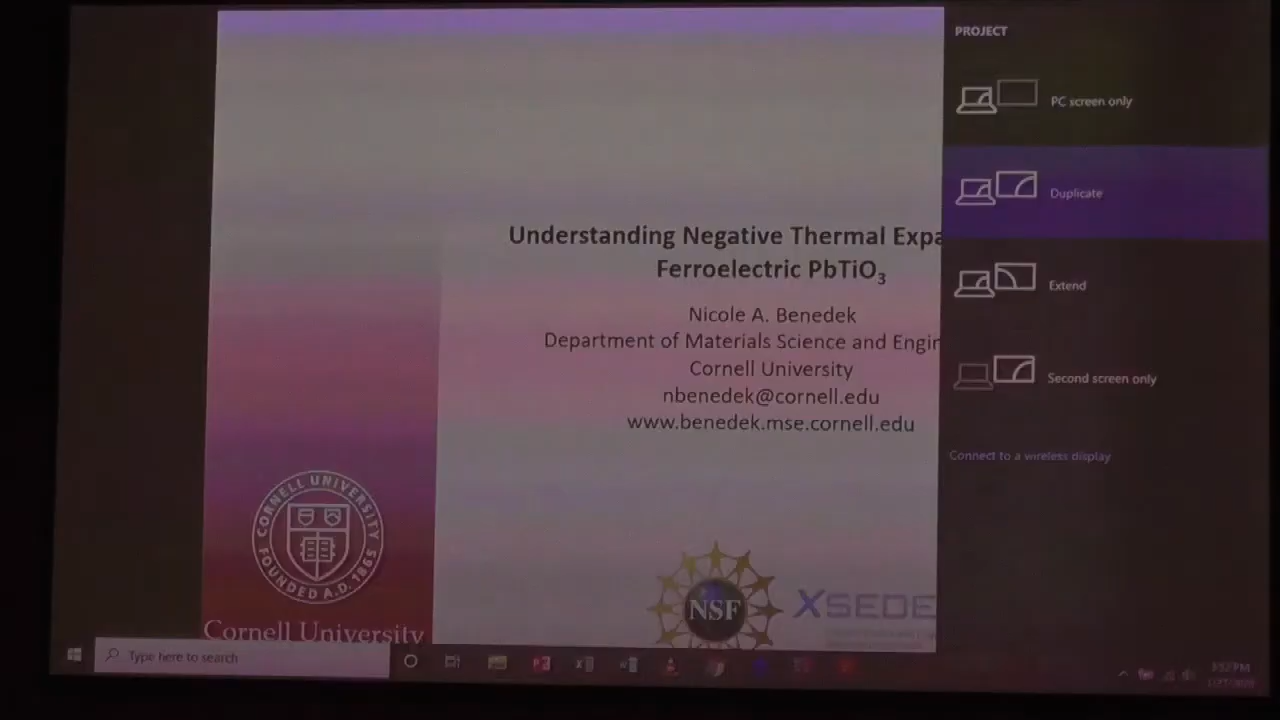 PROJECT
PC screen only
Duplicate
Extend
Second screen only
Connect to a wireless display
Understanding Negative Thermal Expa
Ferroelectric PbTiO₃
Nicole A. Benedek
Department of Materials Science and Engin
Cornell University
nbenedek@cornell.edu
www.benedek.mse.cornell.edu
CORNELL UNIVERSITY
FOUNDED A.D. 1865
Cornell University
NSF
XSEDE
Type here to search